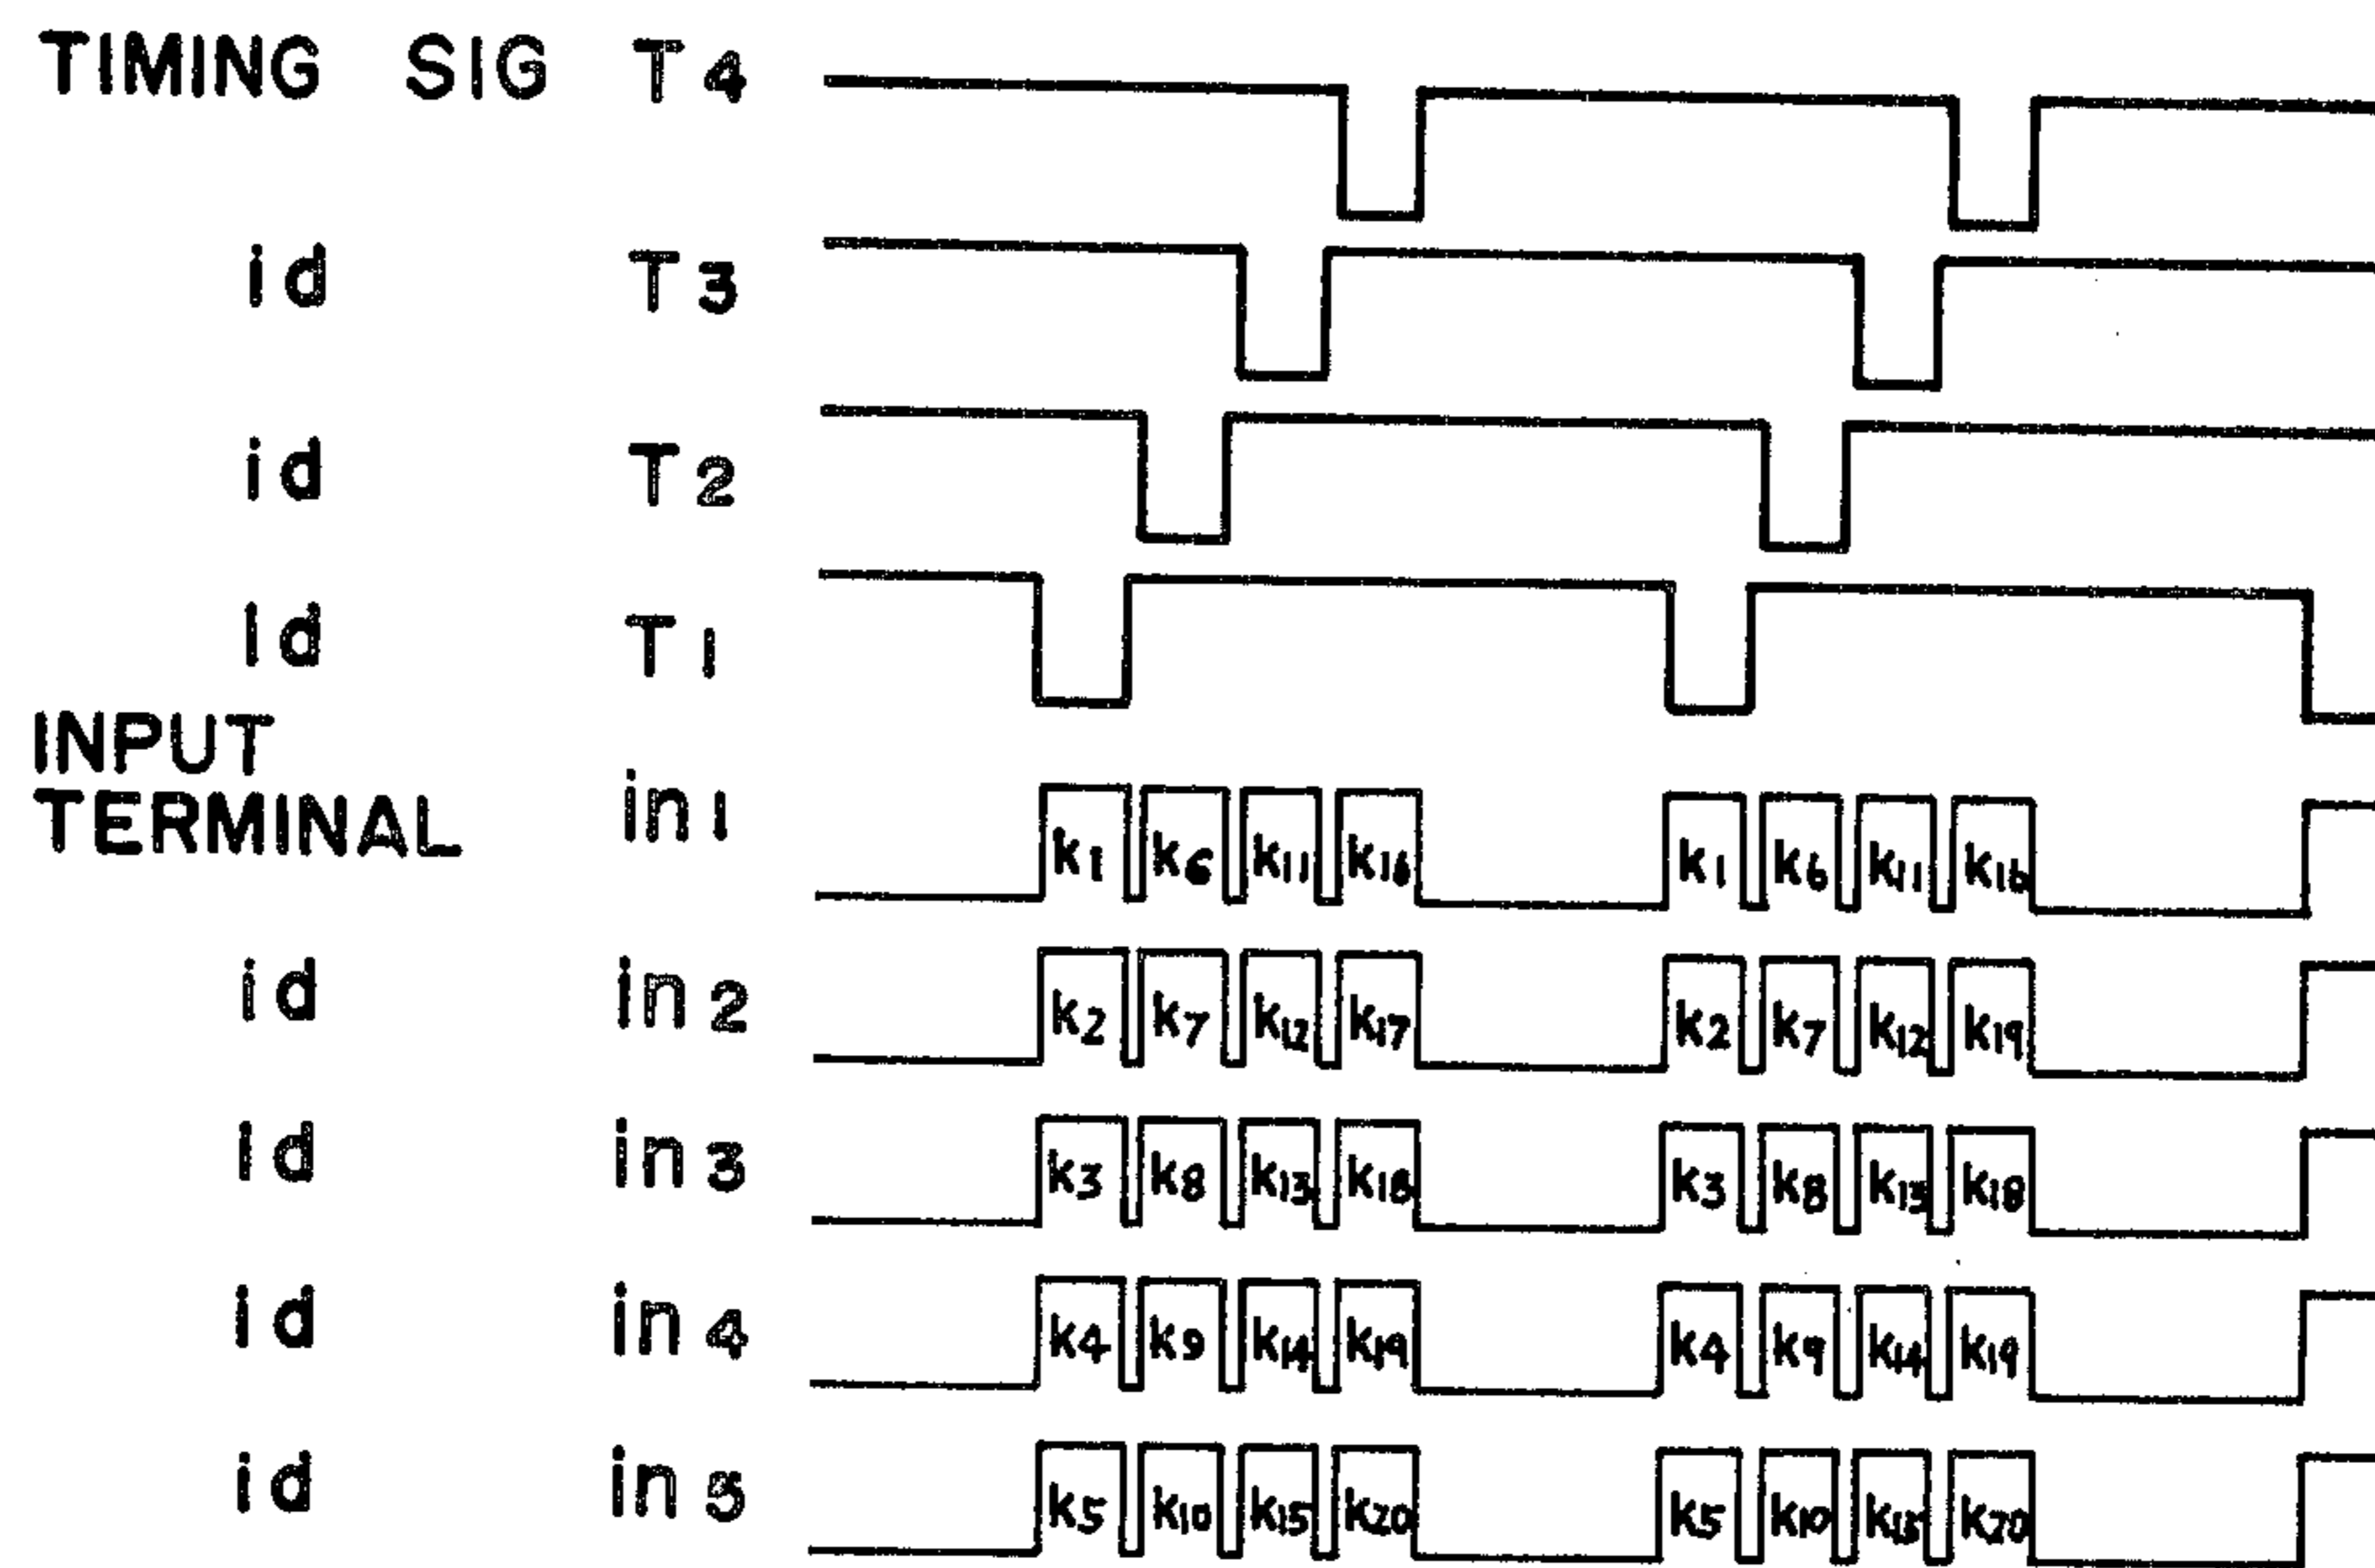 TIMING SIG T4
id T3
id T2
id T1
INPUT
TERMINAL in1 k1 k6 k11 k16 k1 k6 k11 k16
id in2 k2 k7 k12 k17 k2 k7 k12 k19
id in3 k3 k8 k13 k18 k3 k8 k13 k18
id in4 k4 k9 k14 k19 k4 k9 k14 k19
id in5 k5 k10 k15 k20 k5 k10 k15 k20